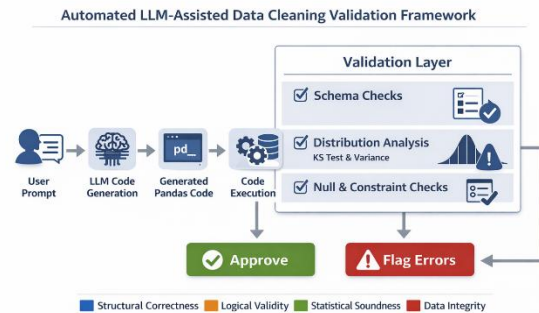 Automated LLM-Assisted Data Cleaning Validation Framework
Validation Layer
Schema Checks
Distribution Analysis
KS Test & Variance
Null & Constraint Checks
User
Prompt
LLM Code
Generation
pd_
Generated
Pandas Code
Code
Execution
Approve
Flag Errors
Structural Correctness
Logical Validity
Statistical Soundness
Data Integrity